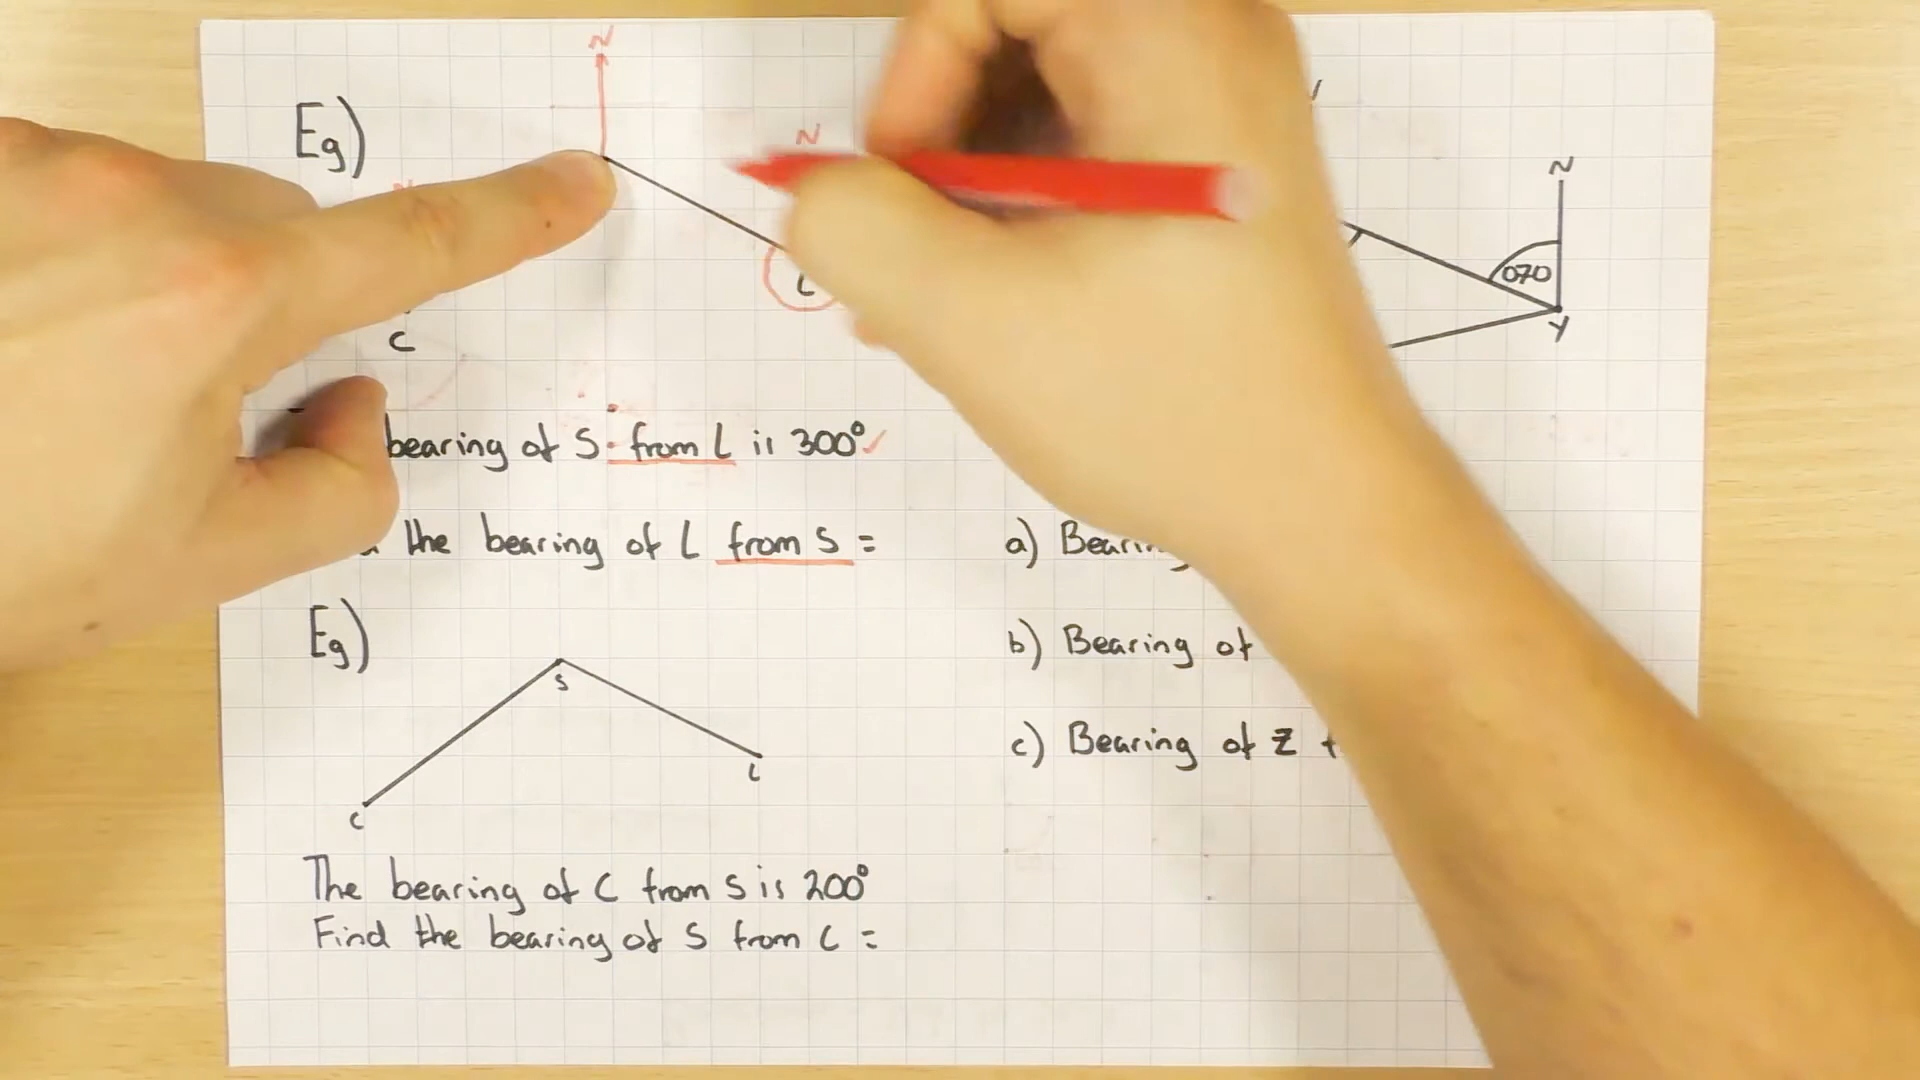 Eg)
N
N
N
070
Y
L
C
bearing of S from L is 300° ✓
the bearing of L from S =
Eg)
S
L
C
The bearing of C from S is 200°
Find the bearing of S from C =
a)
b) Bearing of
c) Bearing of Z